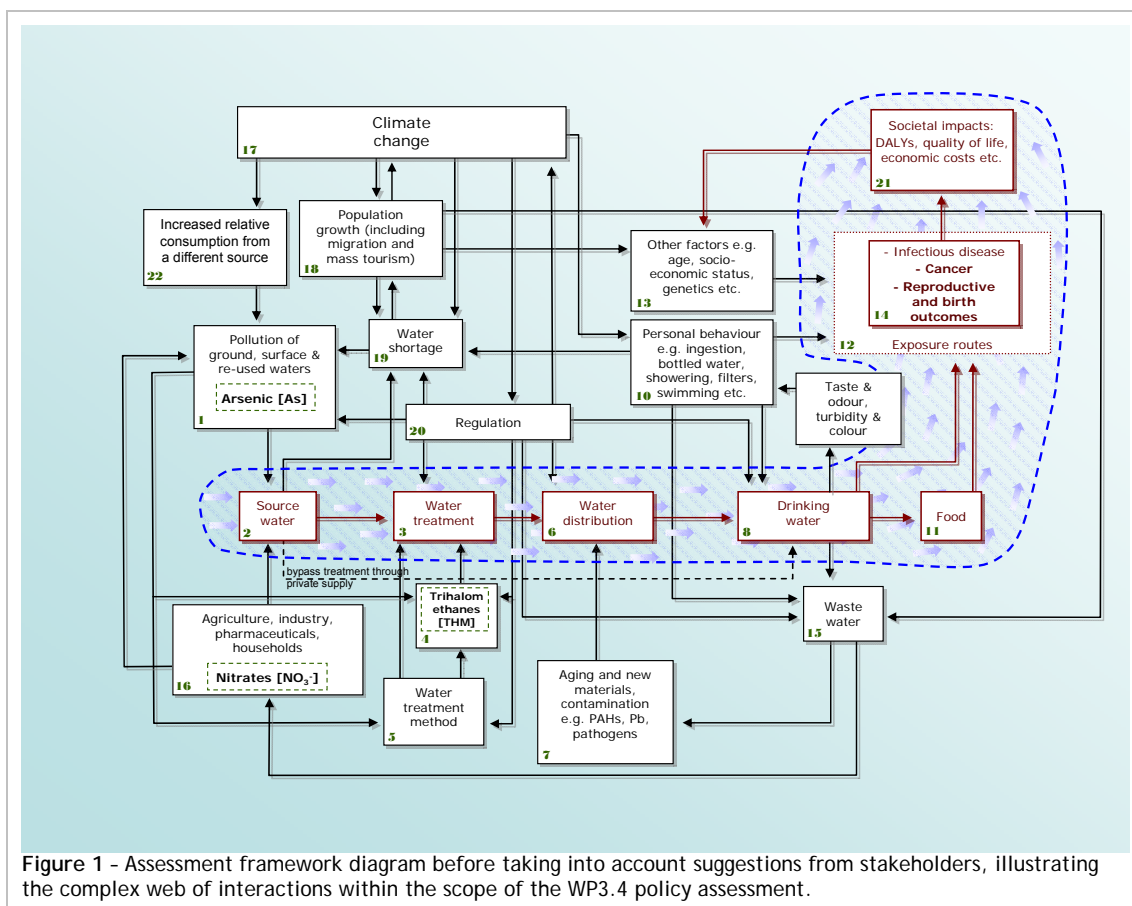 Climate
change
17
Societal impacts:
DALYs, quality of life,
economic costs etc.
21
Increased relative
consumption from
a different source
22
Population
growth (including
migration and
mass tourism)
18
Other factors e.g.
age, socio-
economic status,
genetics etc.
13
- Infectious disease
- Cancer
- Reproductive
and birth
outcomes
14
12
Exposure routes
Pollution of
ground, surface &
re-used waters
Arsenic [As]
1
Water
shortage
19
Personal behaviour
e.g. ingestion,
bottled water,
showering, filters,
swimming etc.
10
Taste &
odour,
turbidity &
colour
Regulation
20
Source
water
2
Water
treatment
3
Water
distribution
6
Drinking
water
8
Food
11
bypass treatment through
private supply
Agriculture, industry,
pharmaceuticals,
households
Nitrates [NO₃⁻]
16
Trihalom
ethanes
[THM]
4
Water
treatment
method
5
Aging and new
materials,
contamination
e.g. PAHs, Pb,
pathogens
7
Waste
water
15
Figure 1 – Assessment framework diagram before taking into account suggestions from stakeholders, illustrating
the complex web of interactions within the scope of the WP3.4 policy assessment.